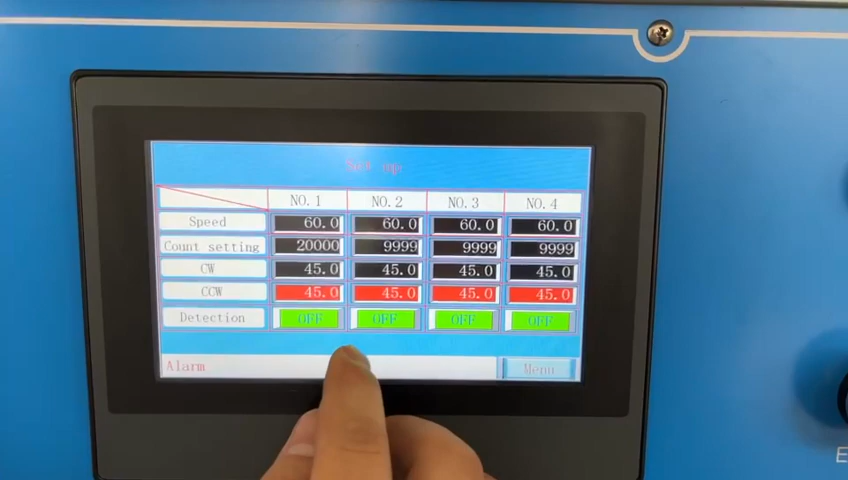 Set up
NO.1 NO.2 NO.3 NO.4
Speed 60.0 60.0 60.0 60.0
Count setting 20000 9999 9999 9999
CW 45.0 45.0 45.0 45.0
CCW 45.0 45.0 45.0 45.0
Detection OFF OFF OFF OFF
Alarm Menu
E